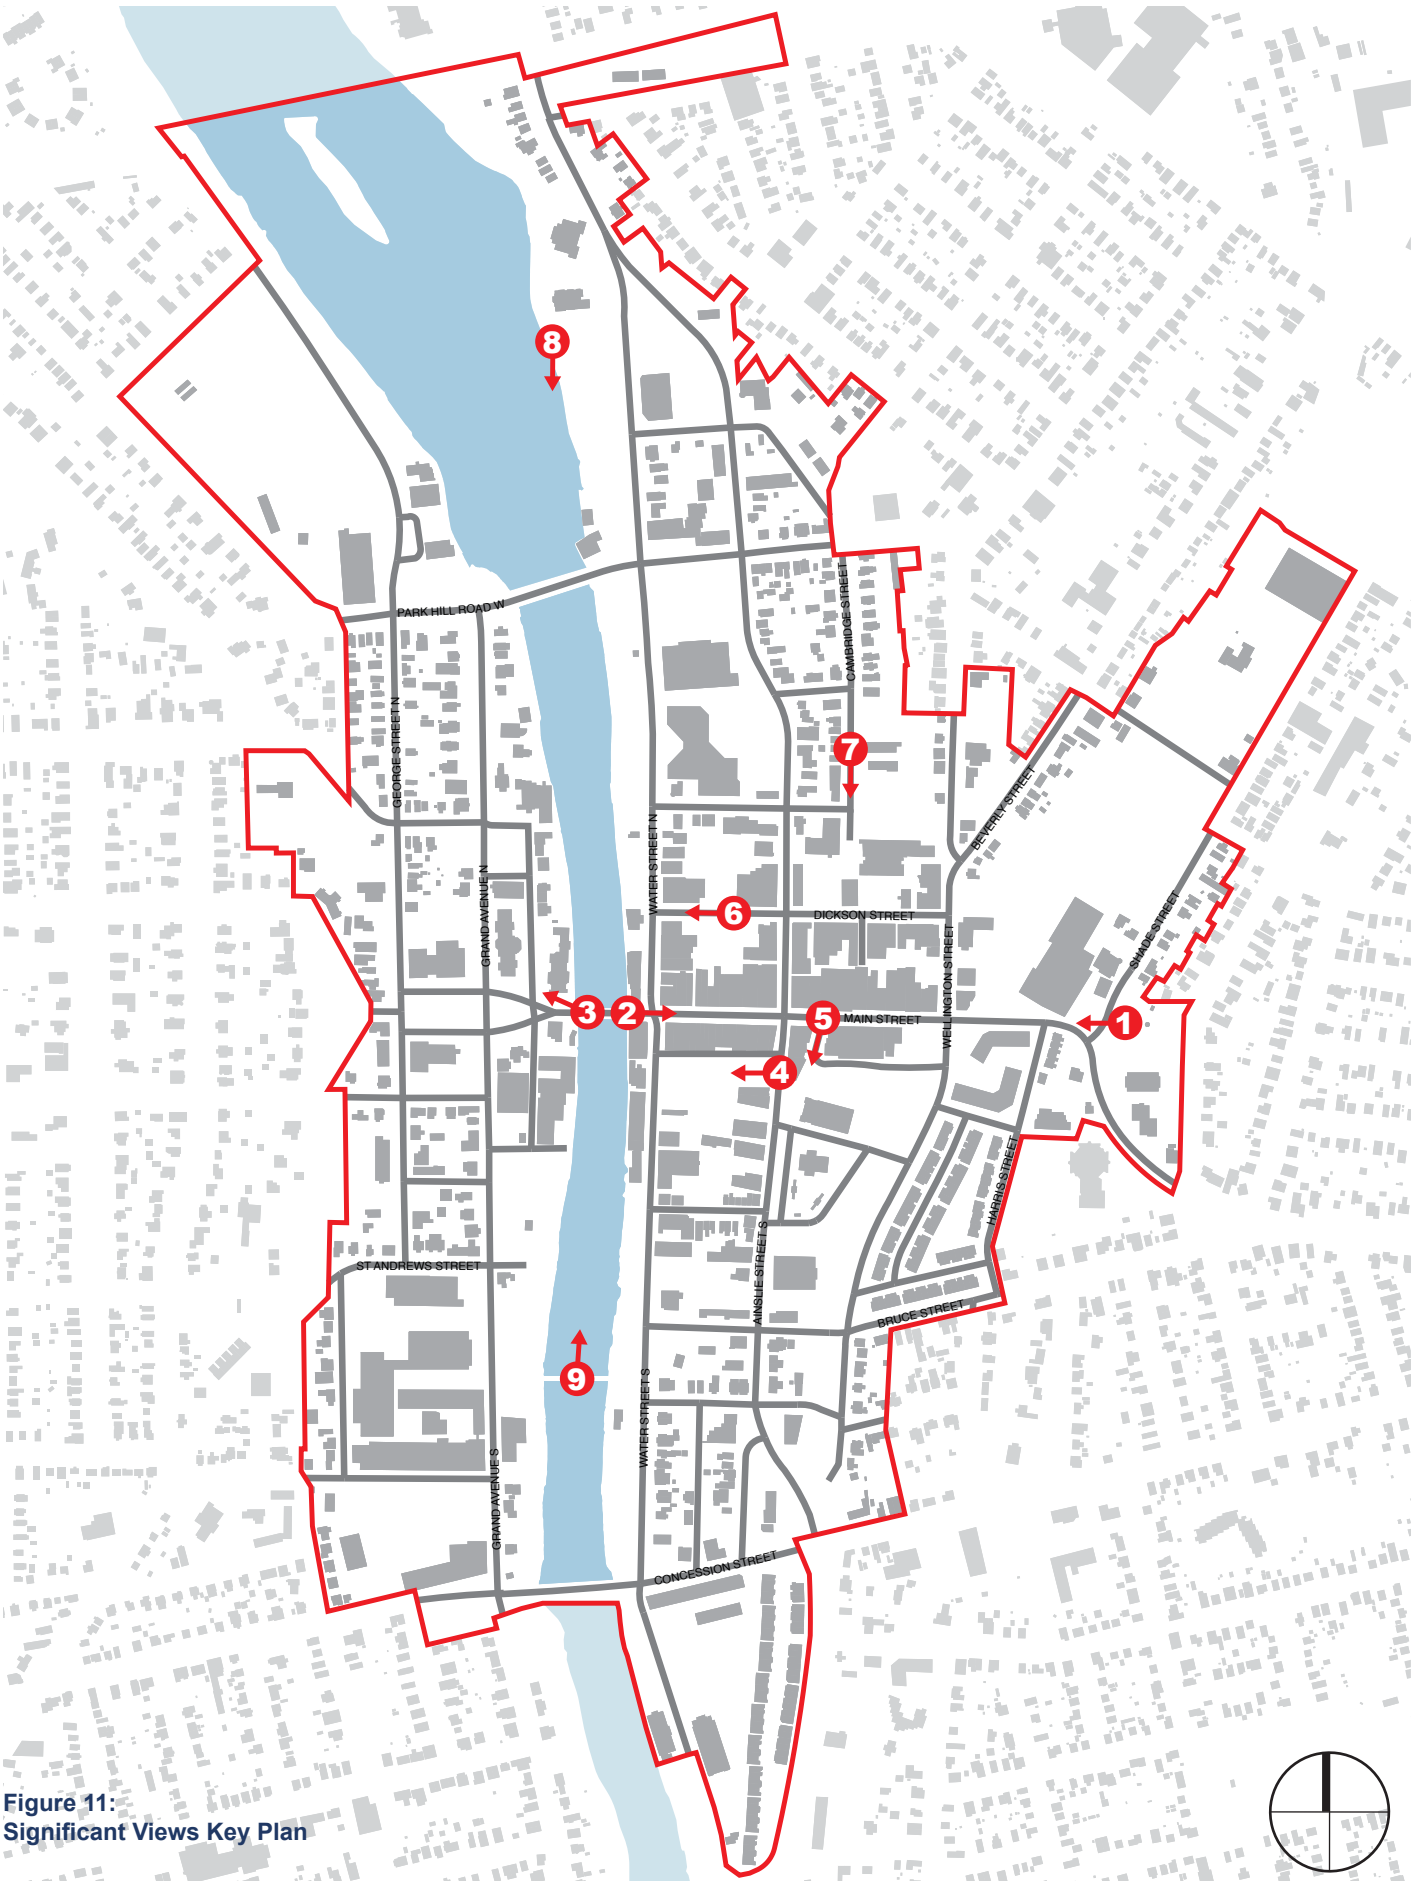 8
PARK HILL ROAD W
CAMBRIDGE STREET
GEORGE STREET N
7
BEVERLY STREET
WATER STREET N
GRAND AVENUE N
6
DICKSON STREET
WELLINGTON STREET
SHADE STREET
3
2
5
MAIN STREET
1
4
HARRIS STREET
AINSLIE STREET S
ST ANDREWS STREET
BRUCE STREET
9
WATER STREET S
GRAND AVENUE S
CONCESSION STREET
Figure 11:
Significant Views Key Plan